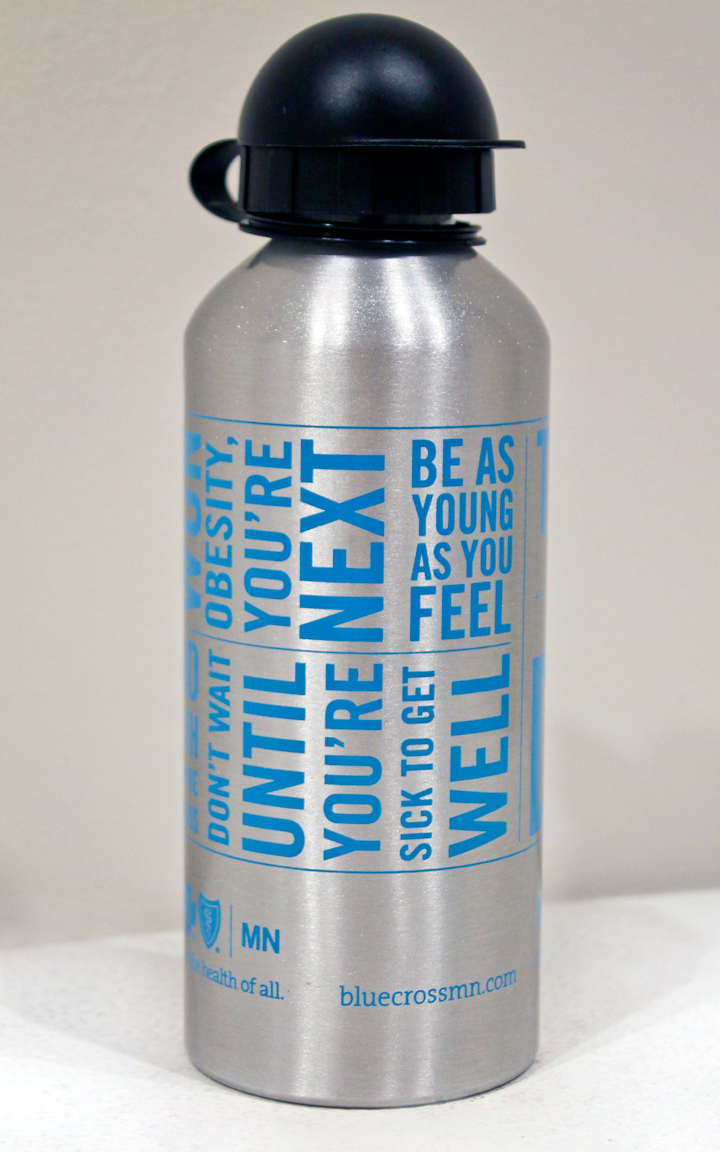 OBESITY,
YOU'RE
NEXT
BE AS
YOUNG
AS YOU
FEEL
DON'T WAIT
UNTIL
YOU'RE
SICK TO GET
WELL
MN
health of all.
bluecrossmn.com